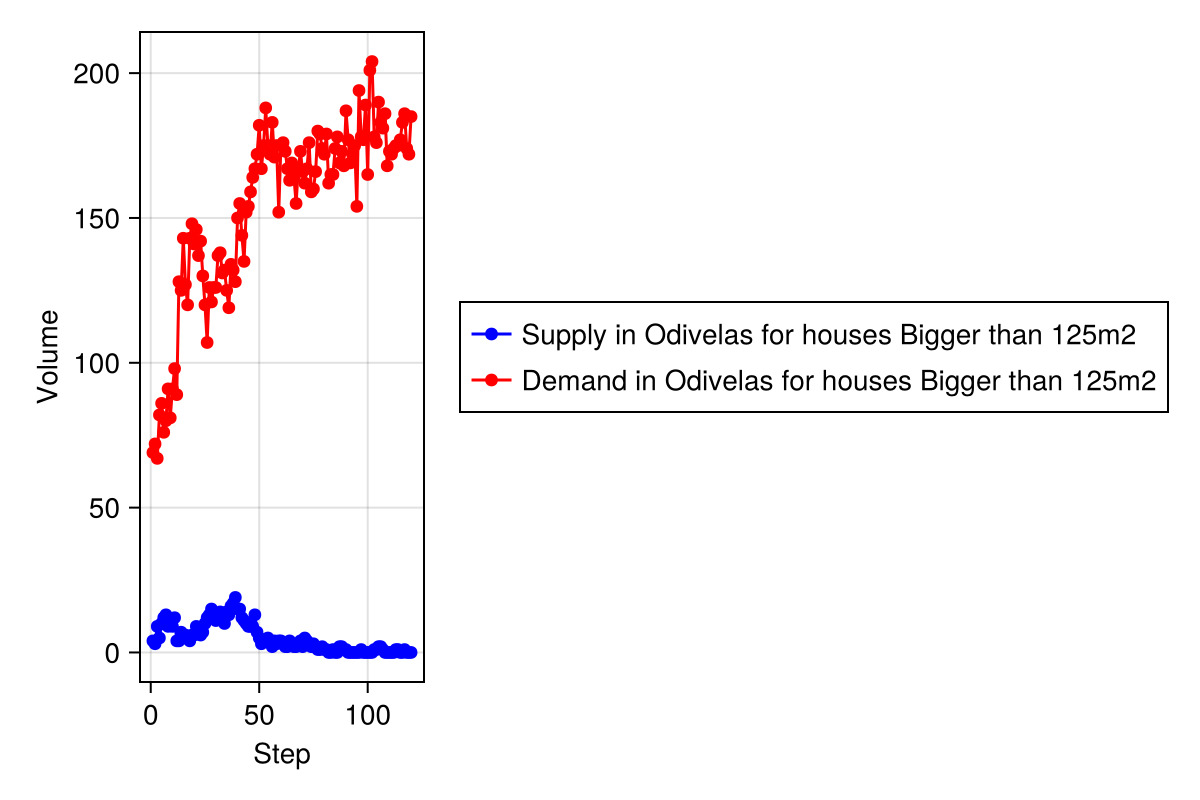 200
150
100
50
0
Volume
0 50 100
Step
Supply in Odivelas for houses Bigger than 125m2
Demand in Odivelas for houses Bigger than 125m2